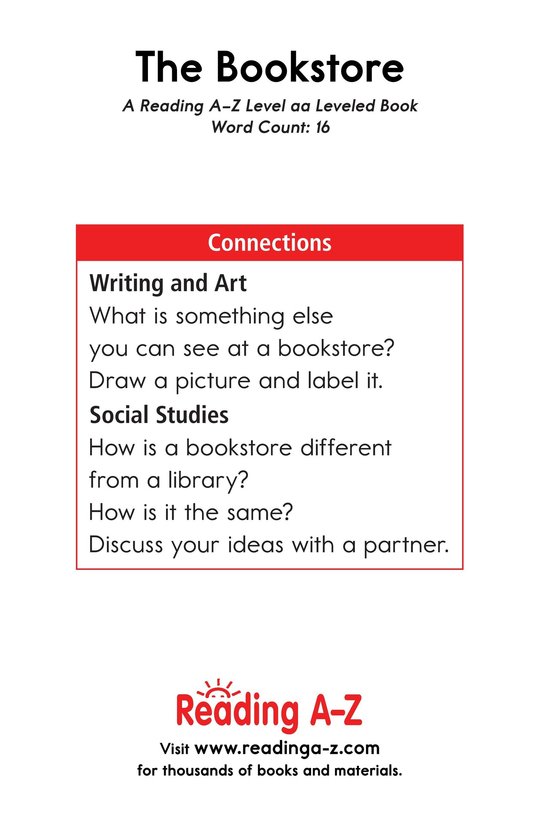 The Bookstore
A Reading A–Z Level aa Leveled Book
Word Count: 16
Connections
Writing and Art
What is something else
you can see at a bookstore?
Draw a picture and label it.
Social Studies
How is a bookstore different
from a library?
How is it the same?
Discuss your ideas with a partner.
Reading A–Z
Visit www.readinga-z.com
for thousands of books and materials.